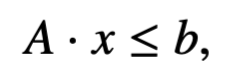 A · x ≤ b,